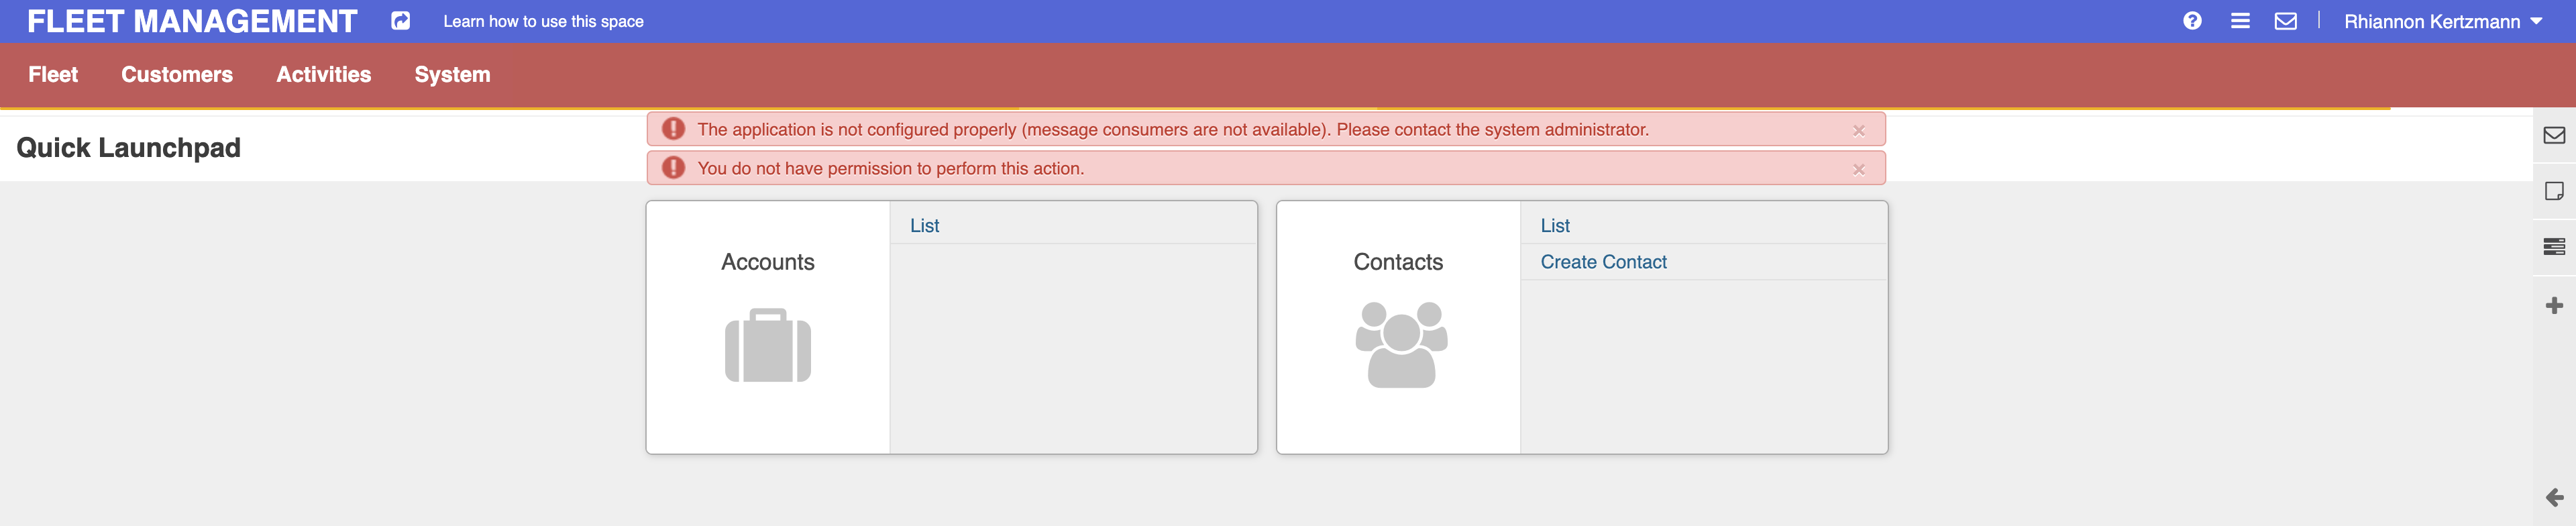 FLEET MANAGEMENT Learn how to use this space Rhiannon Kertzmann
Fleet Customers Activities System
The application is not configured properly (message consumers are not available). Please contact the system administrator.
Quick Launchpad
You do not have permission to perform this action.
Accounts
List
Contacts
List
Create Contact